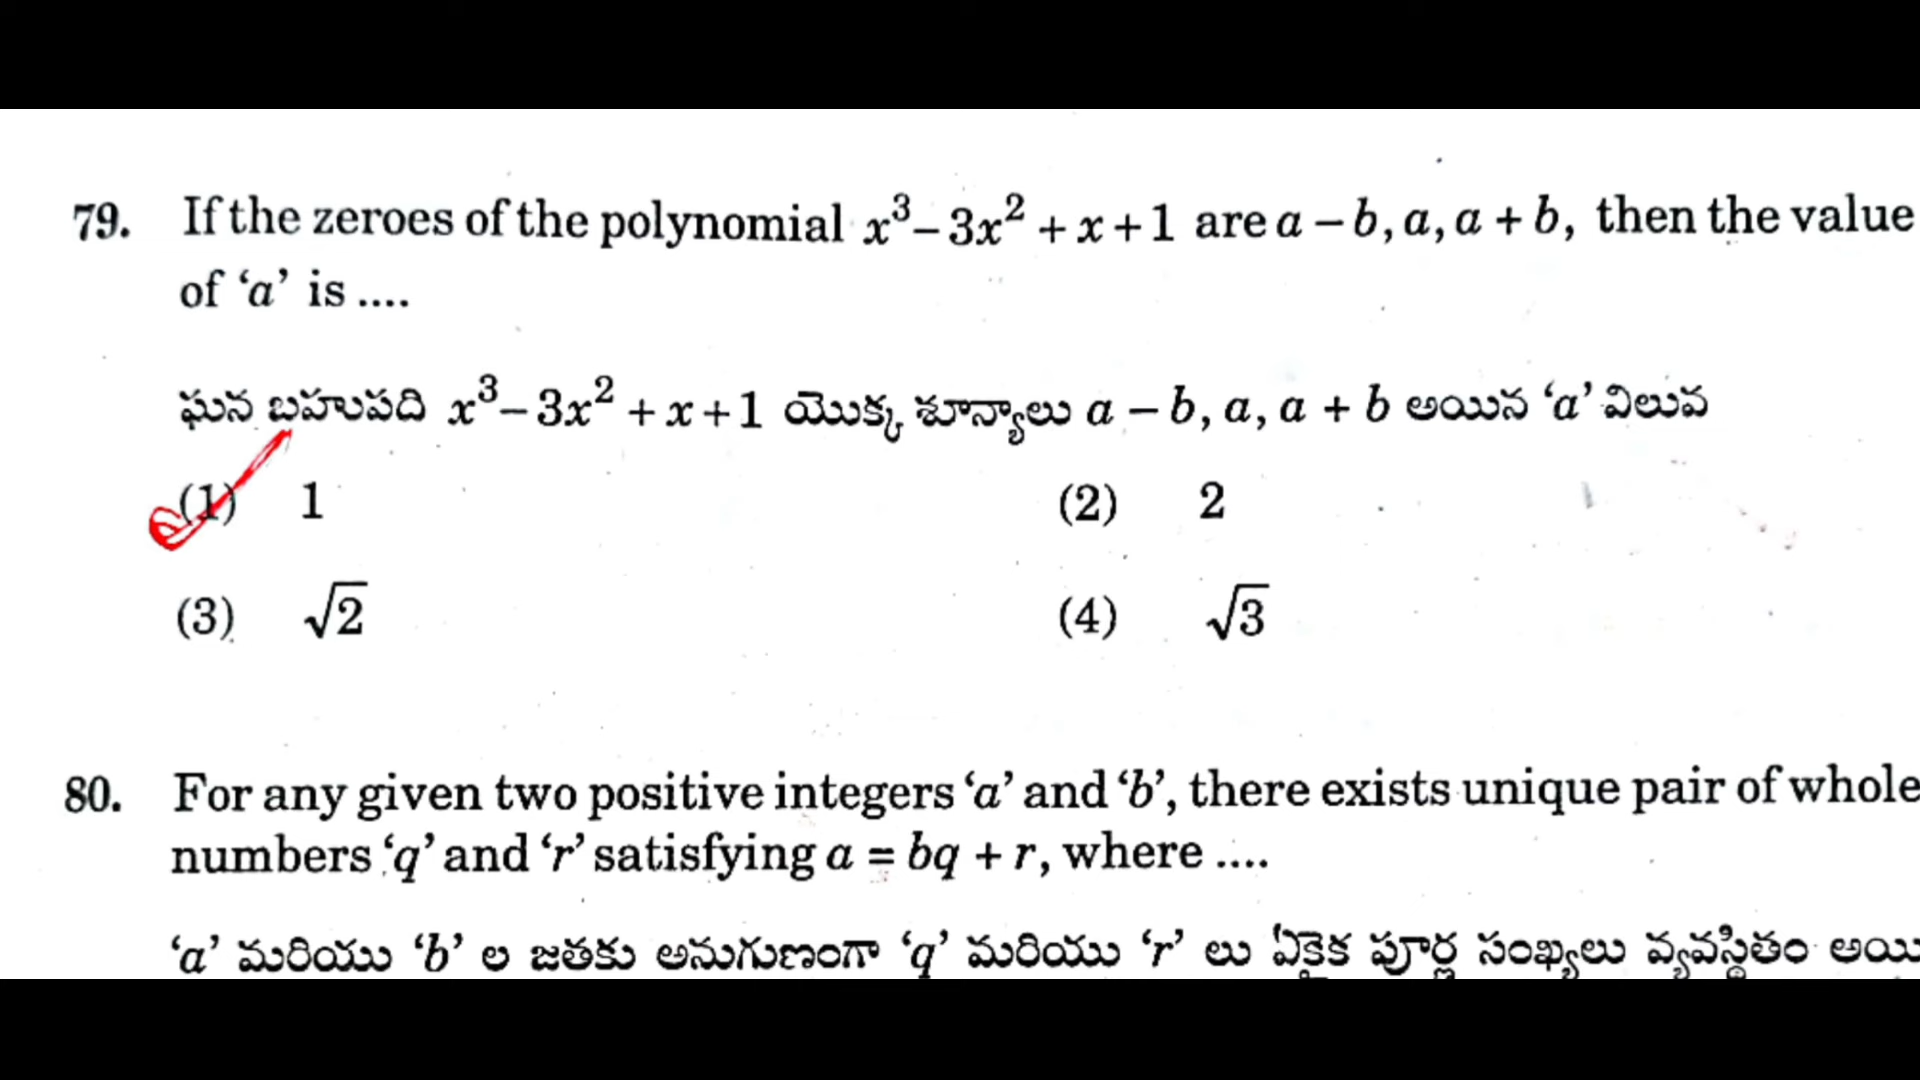 79. If the zeroes of the polynomial x³ – 3x² + x + 1 are a – b, a, a + b, then the value
of ‘a’ is ....
ఘన బహుపది x³ – 3x² + x + 1 యొక్క శూన్యాలు a – b, a, a + b అయిన ‘a’ విలువ
(1) 1 (2) 2
(3) √2 (4) √3
80. For any given two positive integers ‘a’ and ‘b’, there exists unique pair of whole
numbers ‘q’ and ‘r’ satisfying a = bq + r, where ....
‘a’ మరియు ‘b’ ల జతకు అనుగుణంగా ‘q’ మరియు ‘r’ లు ఏకైక పూర్ణ సంఖ్యలు వ్యవస్థితం